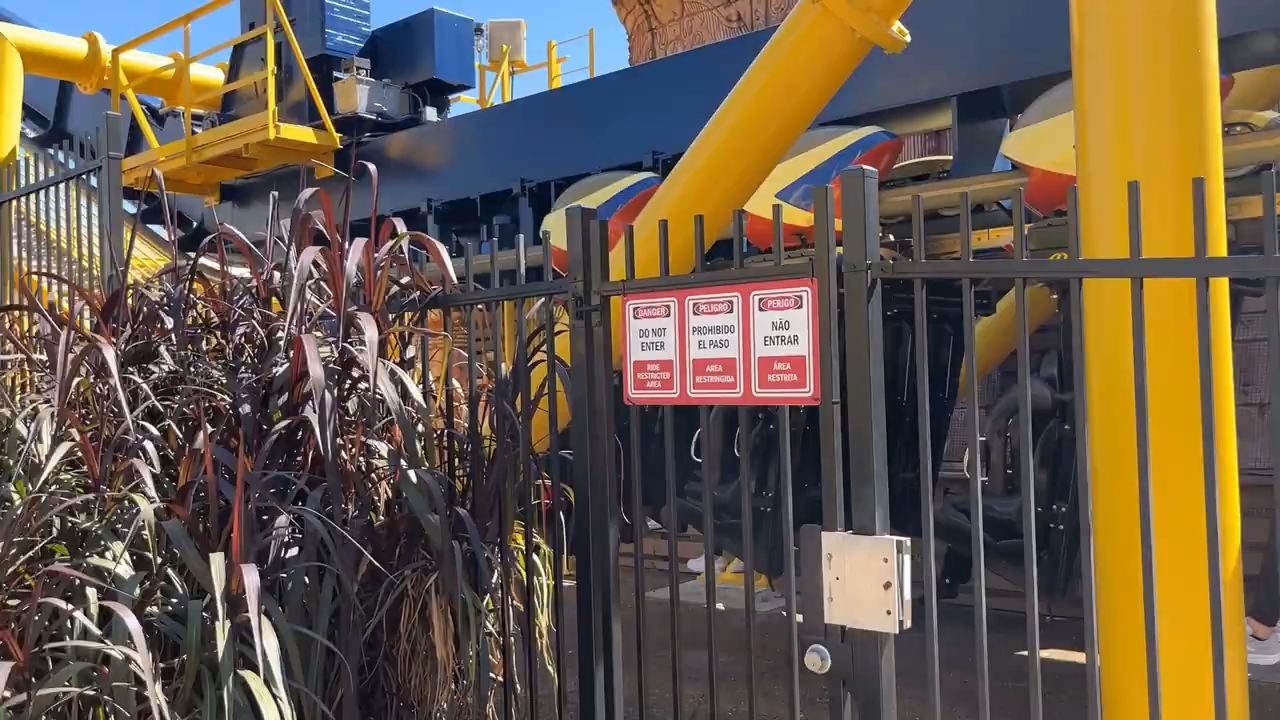 DANGER
DO NOT
ENTER
RIDE
RESTRICTED
AREA
PELIGRO
PROHIBIDO
EL PASO
AREA
RESTRINGIDA
PERIGO
NÃO
ENTRAR
ÁREA
RESTRITA